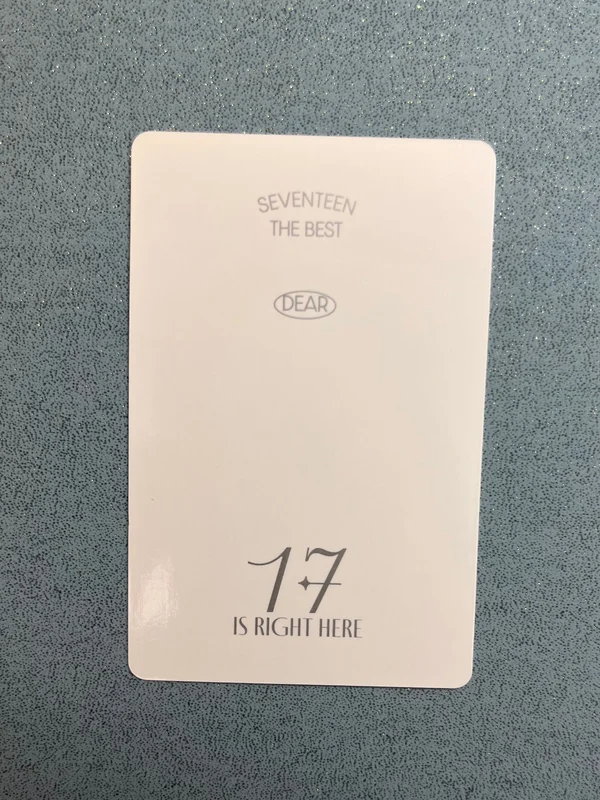 SEVENTEEN
THE BEST
DEAR
17
IS RIGHT HERE